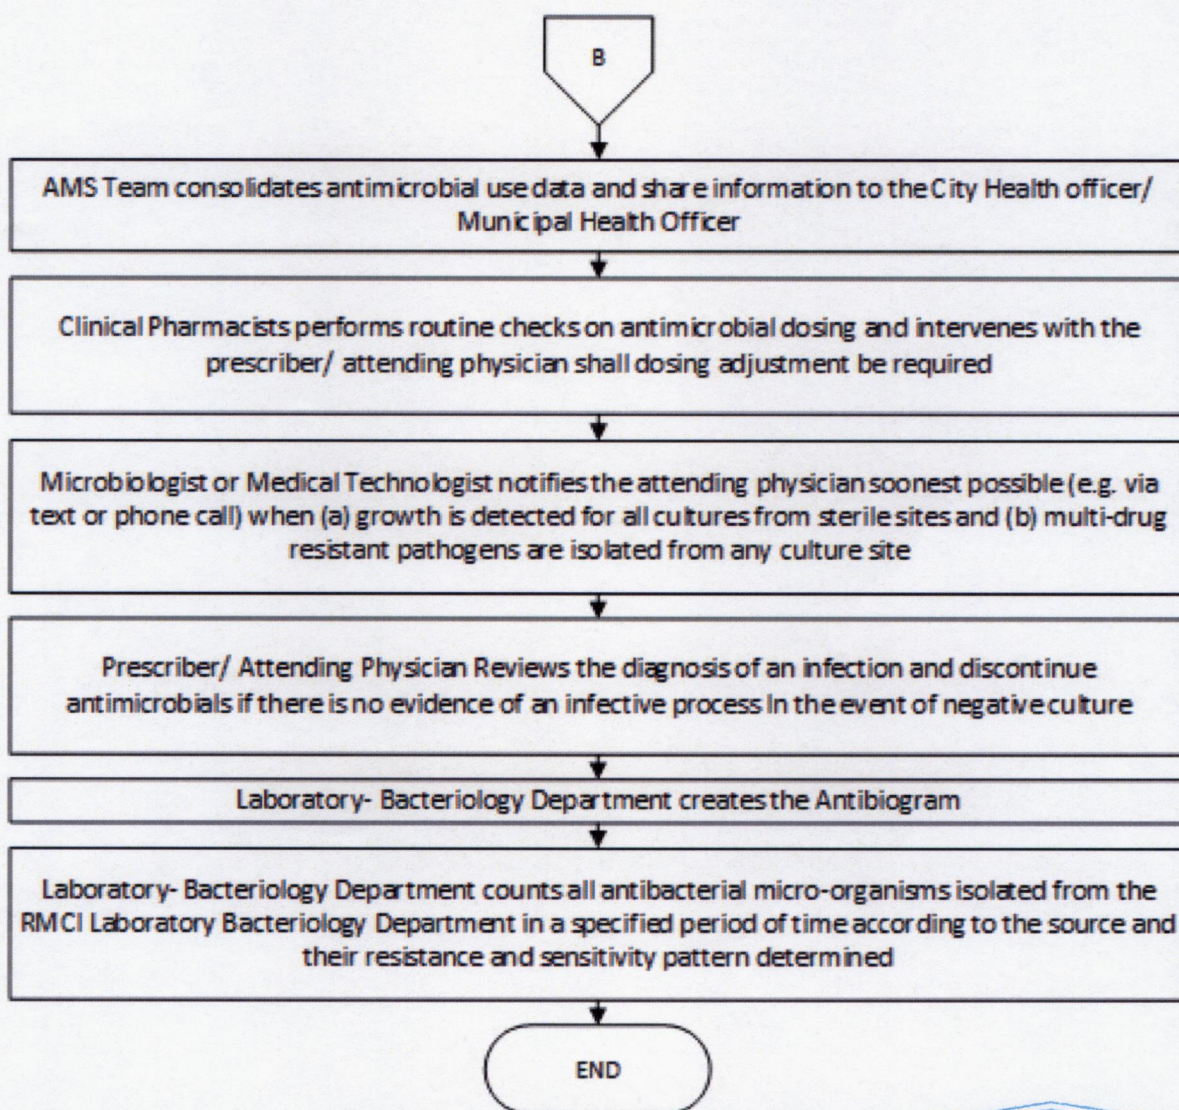 B
AMS Team consolidates antimicrobial use data and share information to the City Health officer/
Municipal Health Officer
Clinical Pharmacists performs routine checks on antimicrobial dosing and intervenes with the
prescriber/ attending physician shall dosing adjustment be required
Microbiologist or Medical Technologist notifies the attending physician soonest possible (e.g. via
text or phone call) when (a) growth is detected for all cultures from sterile sites and (b) multi-drug
resistant pathogens are isolated from any culture site
Prescriber/ Attending Physician Reviews the diagnosis of an infection and discontinue
antimicrobials if there is no evidence of an infective process In the event of negative culture
Laboratory- Bacteriology Department creates the Antibiogram
Laboratory- Bacteriology Department counts all antibacterial micro-organisms isolated from the
RMCI Laboratory Bacteriology Department in a specified period of time according to the source and
their resistance and sensitivity pattern determined
END